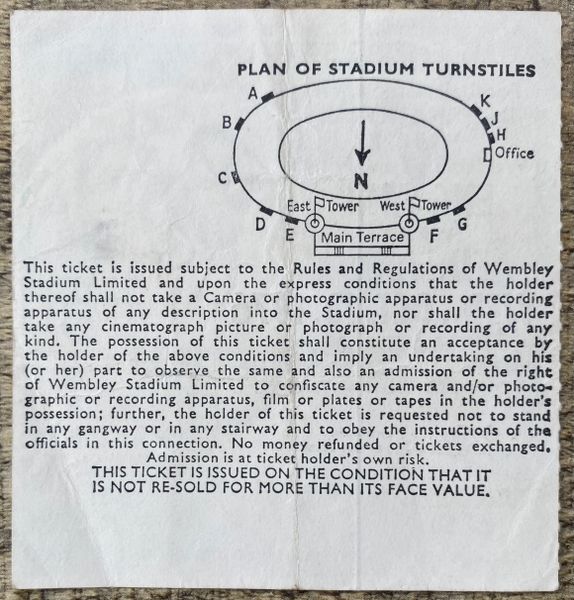 PLAN OF STADIUM TURNSTILES
A
K
B
J
H
Office
C
N
East Tower
West Tower
D
E
Main Terrace
F
G
This ticket is issued subject to the Rules and Regulations of Wembley
Stadium Limited and upon the express conditions that the holder
thereof shall not take a Camera or photographic apparatus or recording
apparatus of any description into the Stadium, nor shall the holder
take any cinematograph picture or photograph or recording of any
kind. The possession of this ticket shall constitute an acceptance by
the holder of the above conditions and imply an undertaking on his
(or her) part to observe the same and also an admission of the right
of Wembley Stadium Limited to confiscate any camera and/or photo-
graphic or recording apparatus, film or plates or tapes in the holder's
possession; further, the holder of this ticket is requested not to stand
in any gangway or in any stairway and to obey the instructions of the
officials in this connection. No money refunded or tickets exchanged.
Admission is at ticket holder's own risk.
THIS TICKET IS ISSUED ON THE CONDITION THAT IT
IS NOT RE-SOLD FOR MORE THAN ITS FACE VALUE.